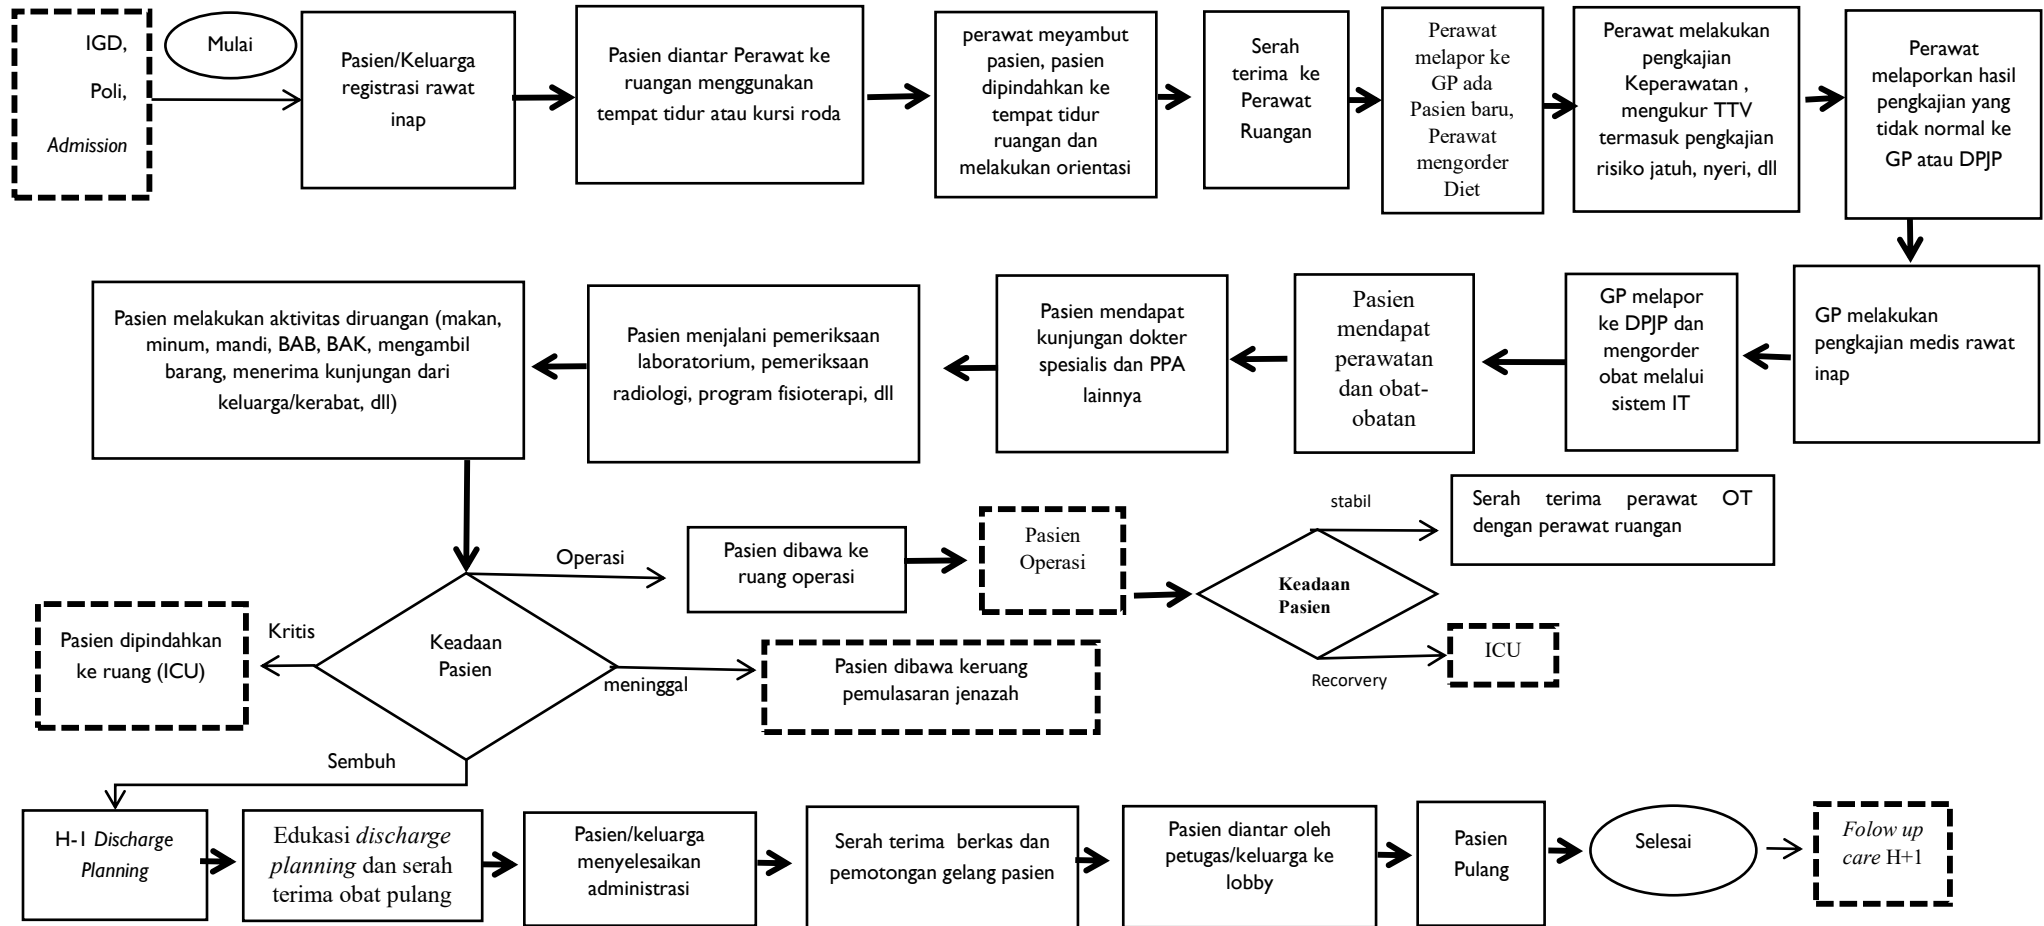 IGD,
Poli,
Admission
Mulai
Pasien/Keluarga
registrasi rawat
inap
Pasien diantar Perawat ke
ruangan menggunakan
tempat tidur atau kursi roda
perawat meyambut
pasien, pasien
dipindahkan ke
tempat tidur
ruangan dan
melakukan orientasi
Serah
terima ke
Perawat
Ruangan
Perawat
melapor ke
GP ada
Pasien baru,
Perawat
mengorder
Diet
Perawat melakukan
pengkajian
Keperawatan ,
mengukur TTV
termasuk pengkajian
risiko jatuh, nyeri, dll
Perawat
melaporkan hasil
pengkajian yang
tidak normal ke
GP atau DPJP
GP melakukan
pengkajian medis rawat
inap
GP melapor
ke DPJP dan
mengorder
obat melalui
sistem IT
Pasien
mendapat
perawatan
dan obat-
obatan
Pasien mendapat
kunjungan dokter
spesialis dan PPA
lainnya
Pasien menjalani pemeriksaan
laboratorium, pemeriksaan
radiologi, program fisioterapi, dll
Pasien melakukan aktivitas diruangan (makan,
minum, mandi, BAB, BAK, mengambil
barang, menerima kunjungan dari
keluarga/kerabat, dll)
Keadaan
Pasien
Operasi
Pasien dibawa ke
ruang operasi
Pasien
Operasi
Keadaan
Pasien
stabil
Serah terima perawat OT
dengan perawat ruangan
Recorvery
ICU
Kritis
Pasien dipindahkan
ke ruang (ICU)
meninggal
Pasien dibawa keruang
pemulasaran jenazah
Sembuh
H-1 Discharge
Planning
Edukasi discharge
planning dan serah
terima obat pulang
Pasien/keluarga
menyelesaikan
administrasi
Serah terima berkas dan
pemotongan gelang pasien
Pasien diantar oleh
petugas/keluarga ke
lobby
Pasien
Pulang
Selesai
Folow up
care H+1